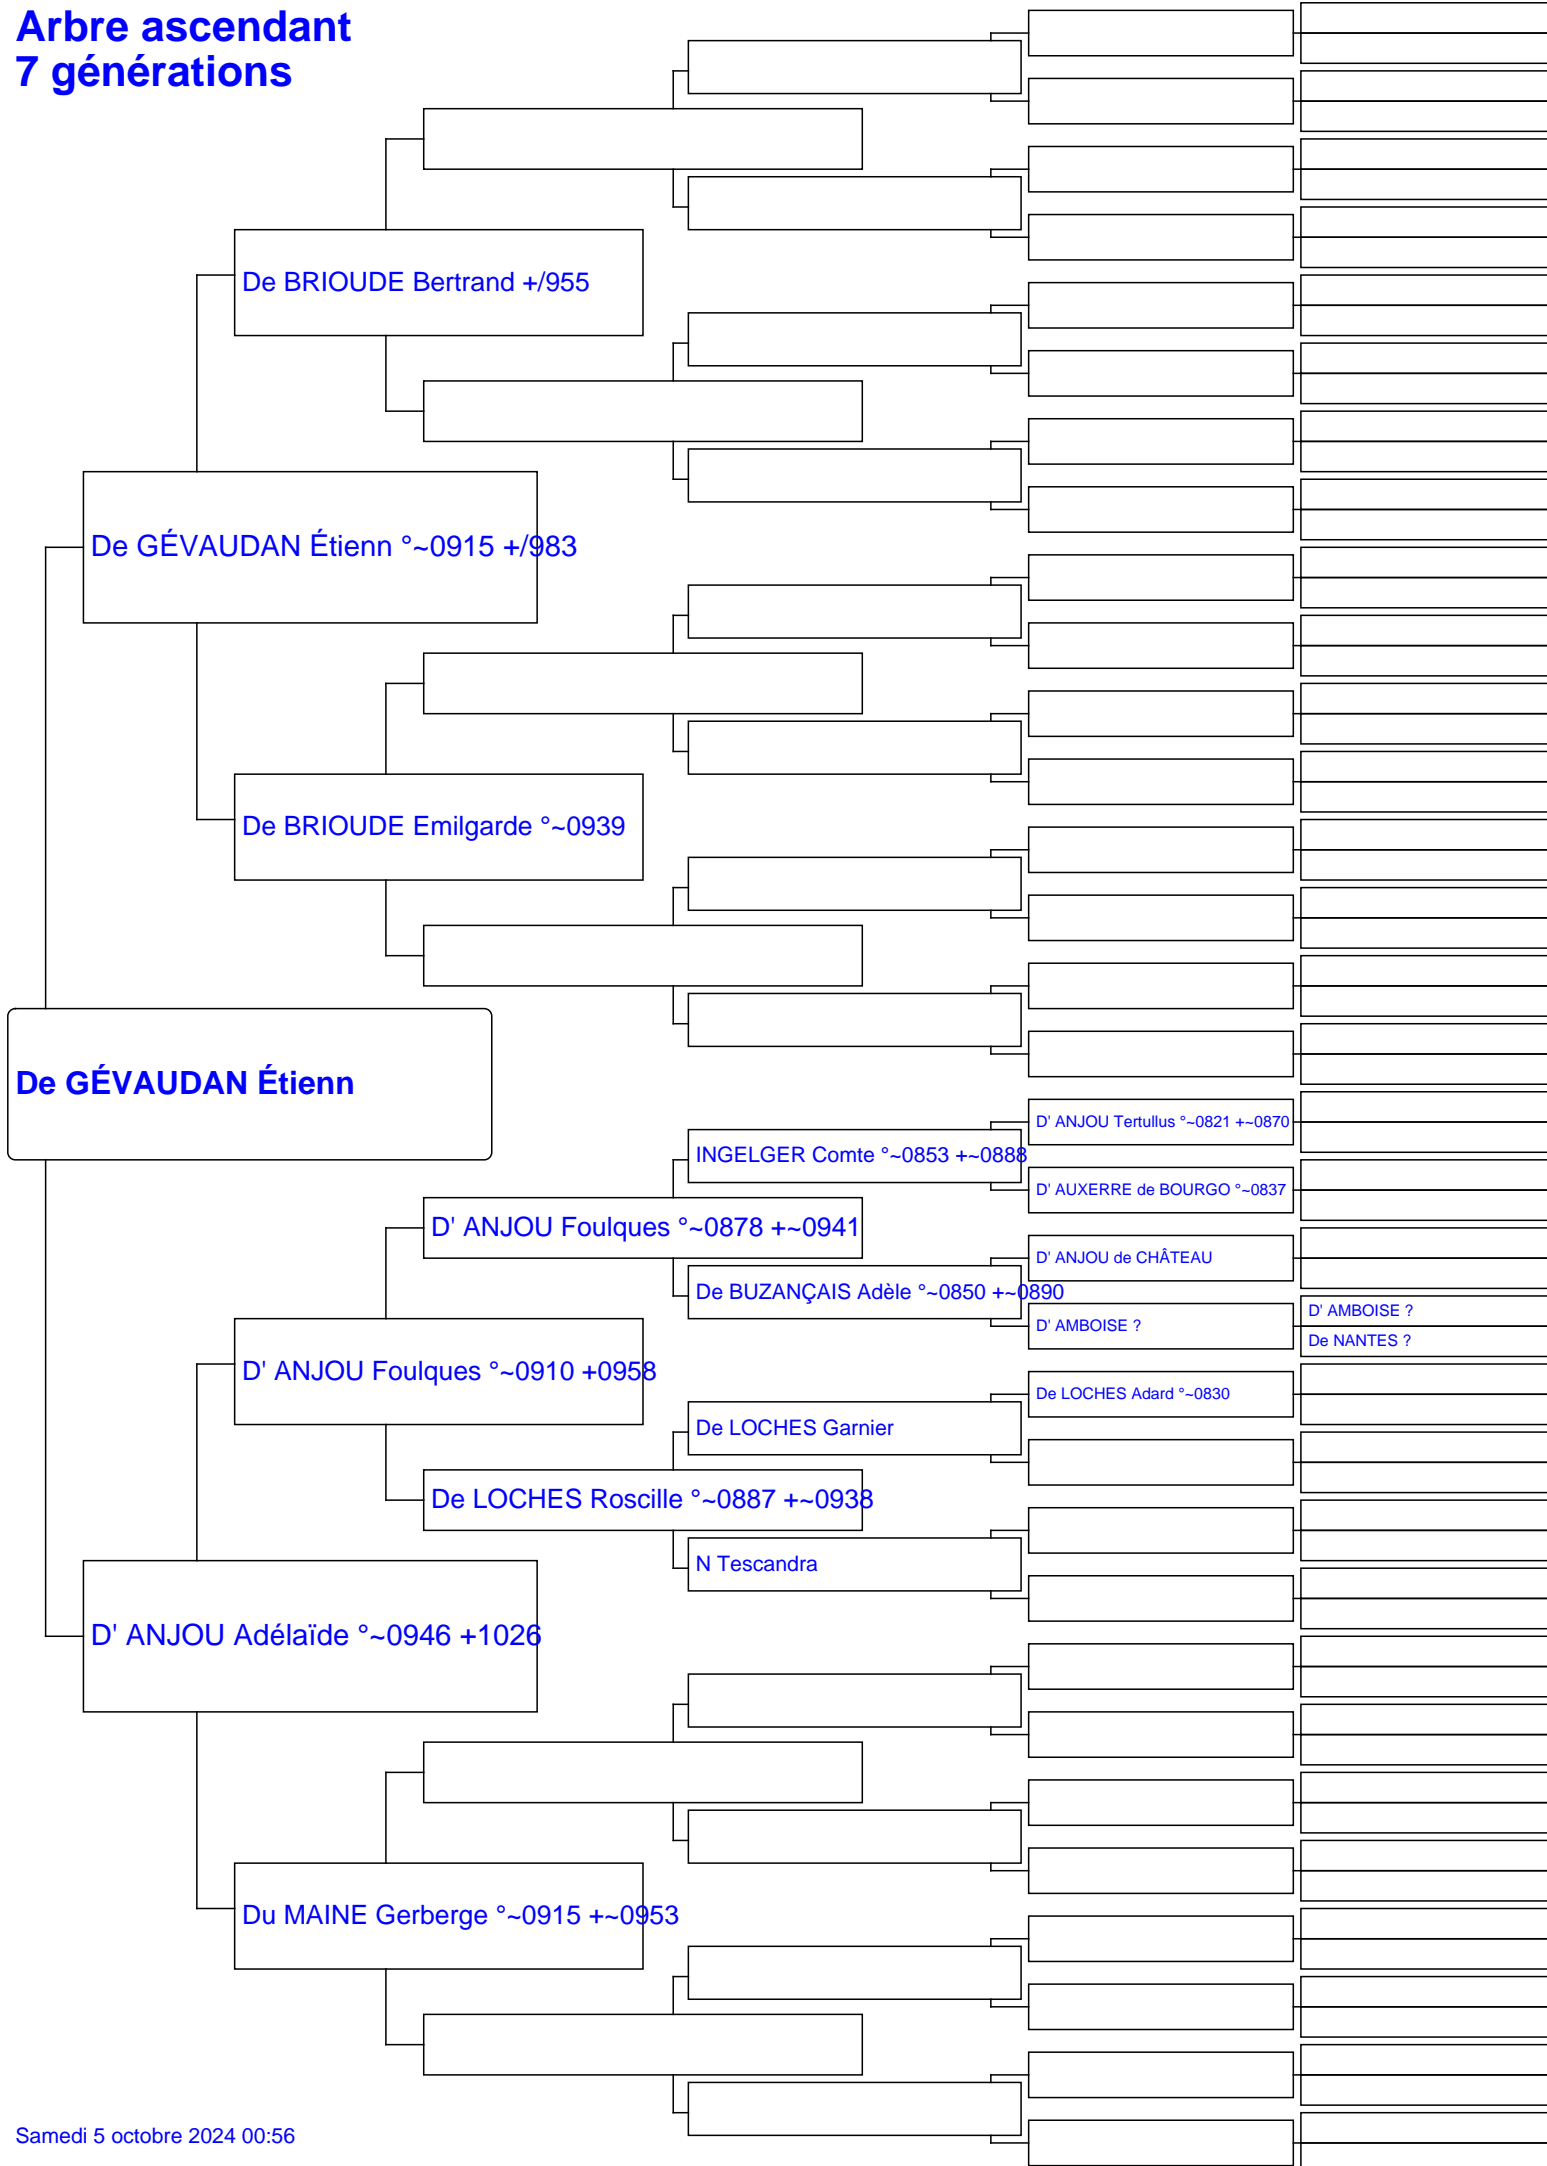 Arbre ascendant
7 générations
De BRIOUDE Bertrand +/955
De GÉVAUDAN Étienn °~0915 +/983
De BRIOUDE Emilgarde °~0939
De GÉVAUDAN Étienn
D' ANJOU Tertullus °~0821 +~0870
INGELGER Comte °~0853 +~0888
D' AUXERRE de BOURGO °~0837
D' ANJOU Foulques °~0878 +~0941
D' ANJOU de CHÂTEAU
De BUZANÇAIS Adèle °~0850 +~0890
D' AMBOISE ?
D' AMBOISE ?
De NANTES ?
D' ANJOU Foulques °~0910 +0958
De LOCHES Adard °~0830
De LOCHES Garnier
De LOCHES Roscille °~0887 +~0938
N Tescandra
D' ANJOU Adélaïde °~0946 +1026
Du MAINE Gerberge °~0915 +~0953
Samedi 5 octobre 2024 00:56